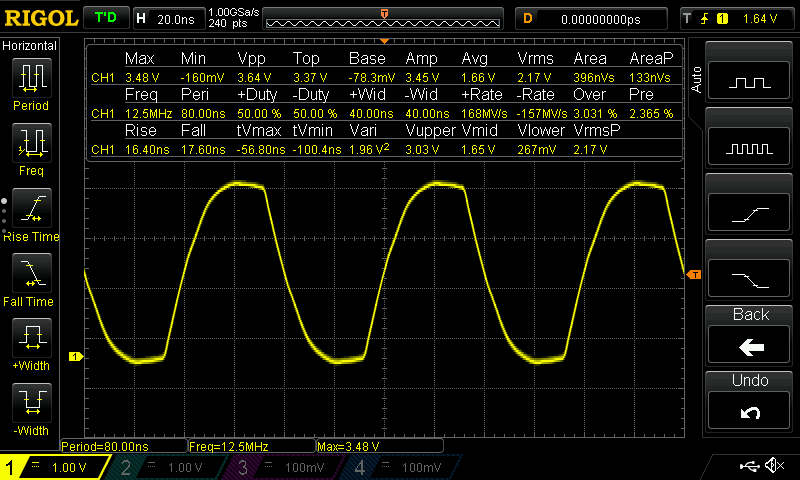 RIGOL T'D H 20.0ns 1.00GSa/s 240 pts T D 0.00000000ps T 1 1.64 V
Horizontal
Period
Freq
Rise Time
Fall Time
+Width
-Width
Max Min Vpp Top Base Amp Avg Vrms Area AreaP
CH1 3.48 V -160mV 3.64 V 3.37 V -78.3mV 3.45 V 1.66 V 2.17 V 396nVs 133nVs
Freq Peri +Duty -Duty +Wid -Wid +Rate -Rate Over Pre
CH1 12.5MHz 80.00ns 50.00 % 50.00 % 40.00ns 40.00ns 168MV/s -157MV/s 3.031 % 2.365 %
Rise Fall tVmax tVmin Vari Vupper Vmid Vlower VrmsP
CH1 16.40ns 17.60ns -56.80ns -100.4ns 1.96 V² 3.03 V 1.65 V 267mV 2.17 V
1
T
Auto
Back
Undo
Period=80.00ns Freq=12.5MHz Max=3.48 V
1 1.00 V 2 1.00 V 3 100mV 4 100mV